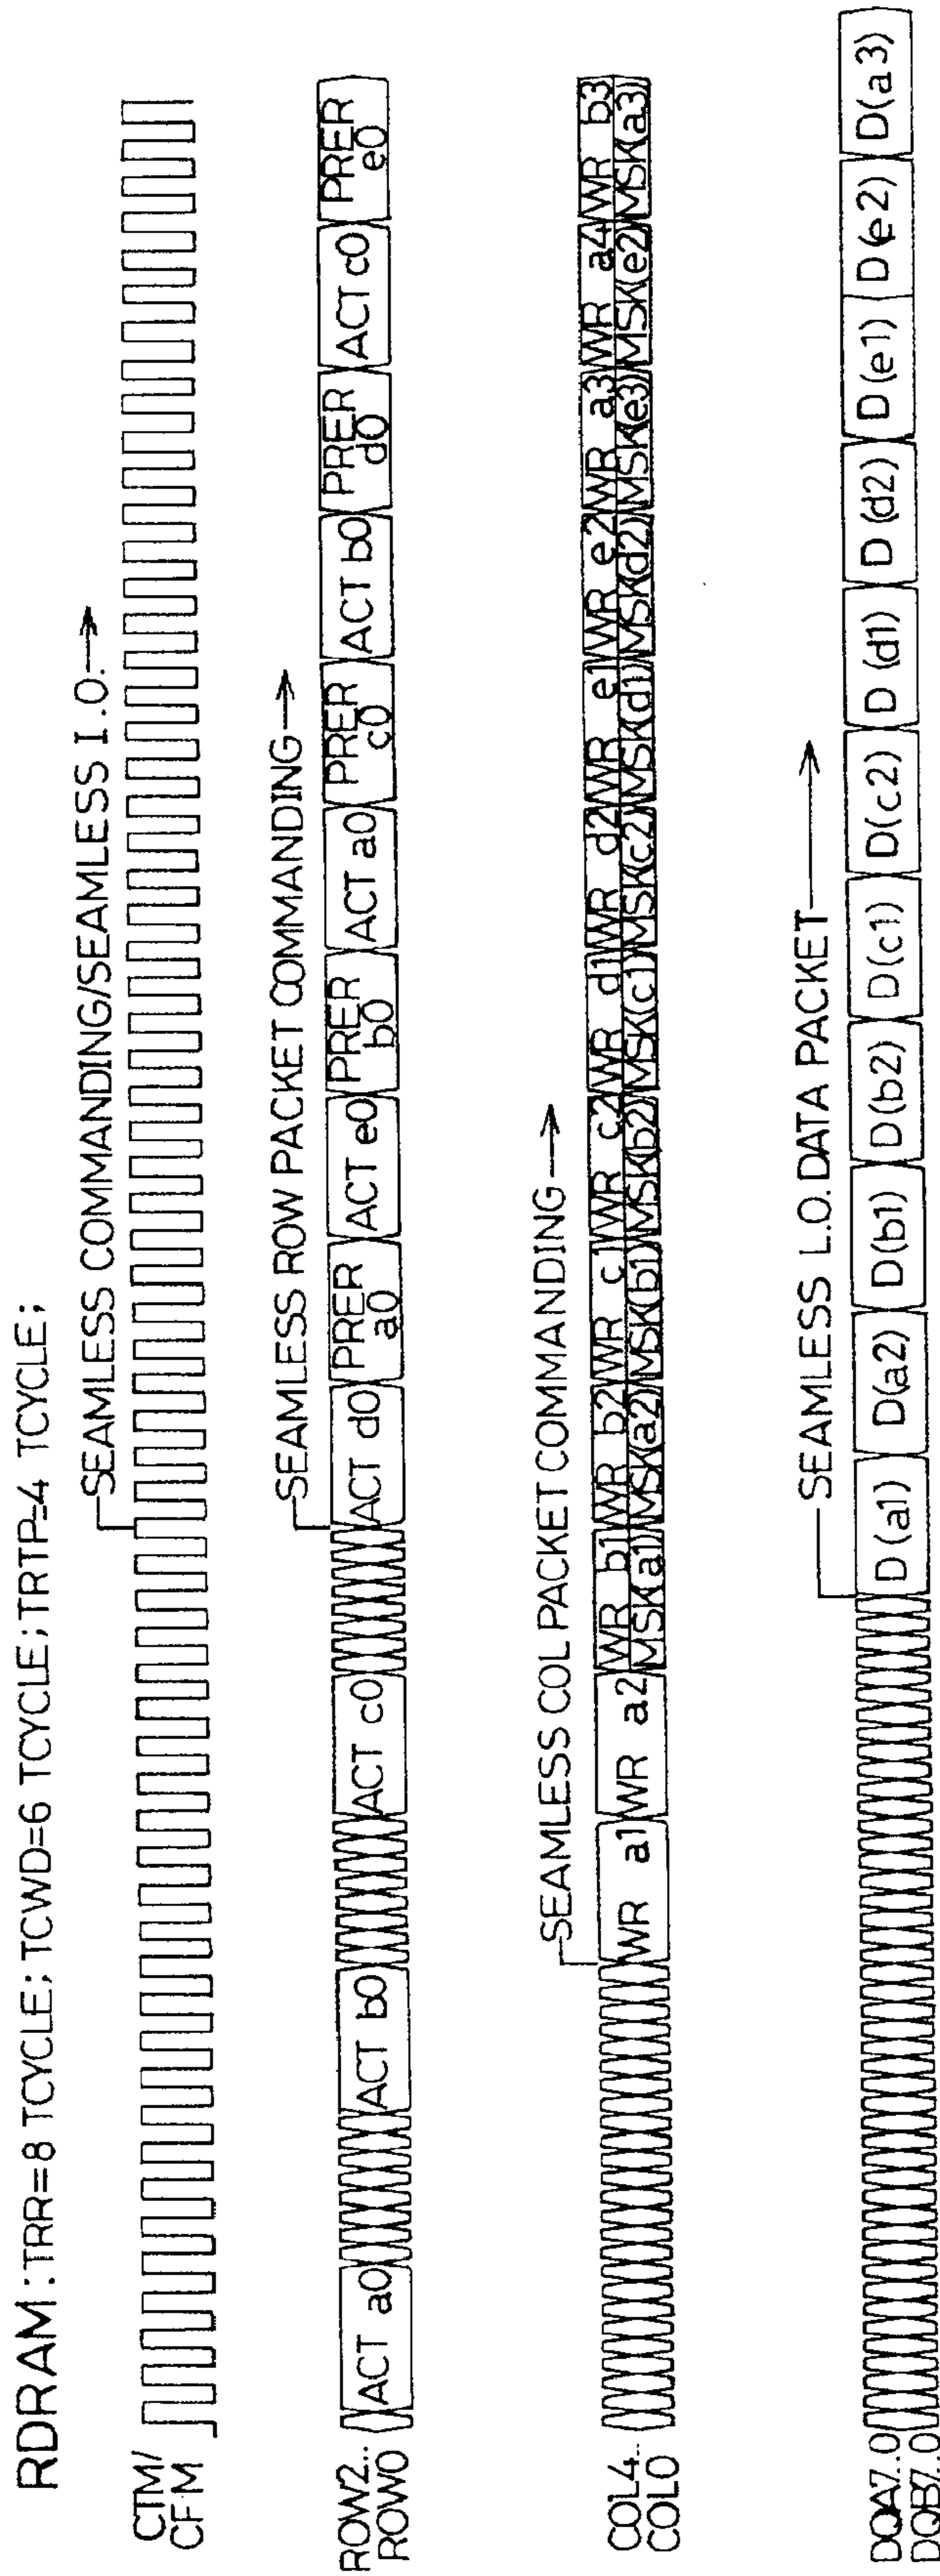 RDRAM: TRR=8 TCYCLE; TCWD=6 TCYCLE; TRTP=4 TCYCLE;
SEAMLESS COMMANDING/SEAMLESS I.O.
CTM/
CFM
SEAMLESS ROW PACKET COMMANDING
ROW2..
ROW0
ACT a0 ACT b0 ACT c0 ACT d0 PRER a0 ACT e0 PRER b0 ACT a0 PRER c0 ACT b0 PRER d0 ACT c0 PRER e0
SEAMLESS COL PACKET COMMANDING
COL4..
COL0
WR a1 WR a2 WR b1 WR b2 WR c1 WR c2 WR d1 WR d2 WR e1 WR e2 WR a3 WR a4 WR b3
MSK(a1) MSK(a2) MSK(b1) MSK(b2) MSK(c1) MSK(c2) MSK(d1) MSK(d2) MSK(e3) MSK(e2) MSK(a3)
SEAMLESS L.O. DATA PACKET
DQA7..0
DQB7..0
D(a1) D(a2) D(b1) D(b2) D(c1) D(c2) D(d1) D(d2) D(e1) D(e2) D(a3)